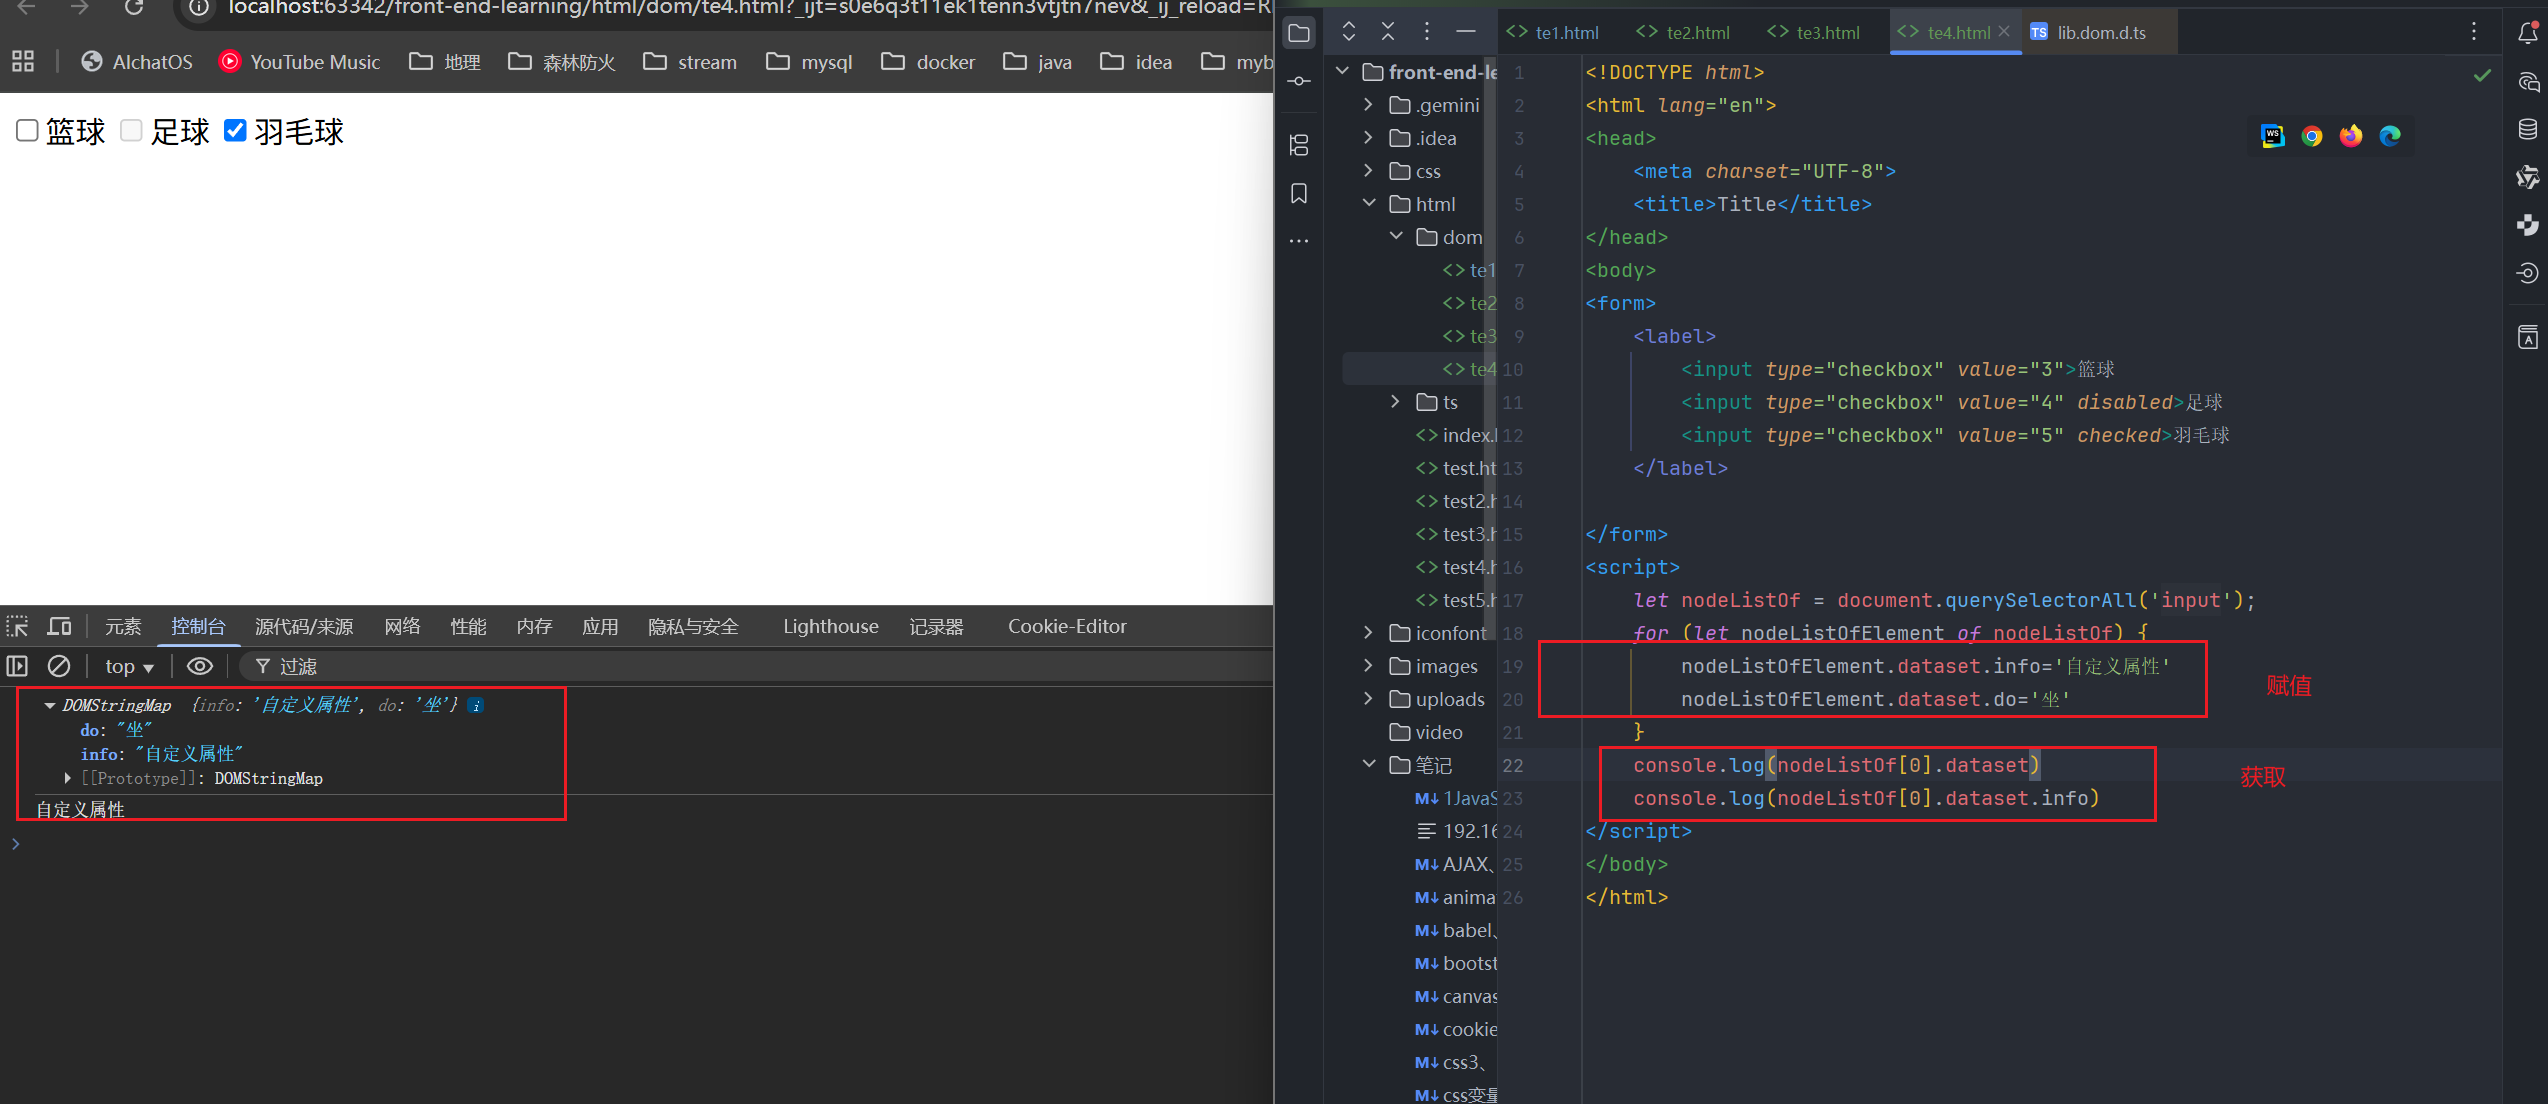 localhost:63342/front-end-learning/html/dom/te4.html?_ijt=s0e6q3t11ek1tenn3vtjtn7nev&_ij_reload=R
AIchatOS YouTube Music 地理 森林防火 stream mysql docker java idea myb
篮球 足球 羽毛球
元素 控制台 源代码/来源 网络 性能 内存 应用 隐私与安全 Lighthouse 记录器 Cookie-Editor
top 过滤
DOMStringMap {info: '自定义属性', do: '坐'}
do: "坐"
info: "自定义属性"
[[Prototype]]: DOMStringMap
自定义属性
te1.html te2.html te3.html te4.html TS lib.dom.d.ts
front-end-le
.gemini
.idea
css
html
dom
te1
te2
te3
te4
ts
index.
test.ht
test2.h
test3.h
test4.h
test5.h
iconfont
images
uploads
video
笔记
M↓ 1JavaS
192.16
M↓ AJAX、
M↓ anima
M↓ babel、
M↓ bootst
M↓ canvas
M↓ cookie
M↓ css3、
M↓ css变量
1 <!DOCTYPE html>
2 <html lang="en">
3 <head>
4 <meta charset="UTF-8">
5 <title>Title</title>
6 </head>
7 <body>
8 <form>
9 <label>
10 <input type="checkbox" value="3">篮球
11 <input type="checkbox" value="4" disabled>足球
12 <input type="checkbox" value="5" checked>羽毛球
13 </label>
14
15 </form>
16 <script>
17 let nodeListOf = document.querySelectorAll('input');
18 for (let nodeListOfElement of nodeListOf) {
19 nodeListOfElement.dataset.info='自定义属性'
20 nodeListOfElement.dataset.do='坐'
21 }
22 console.log(nodeListOf[0].dataset)
23 console.log(nodeListOf[0].dataset.info)
24 </script>
25 </body>
26 </html>
赋值
获取
WS